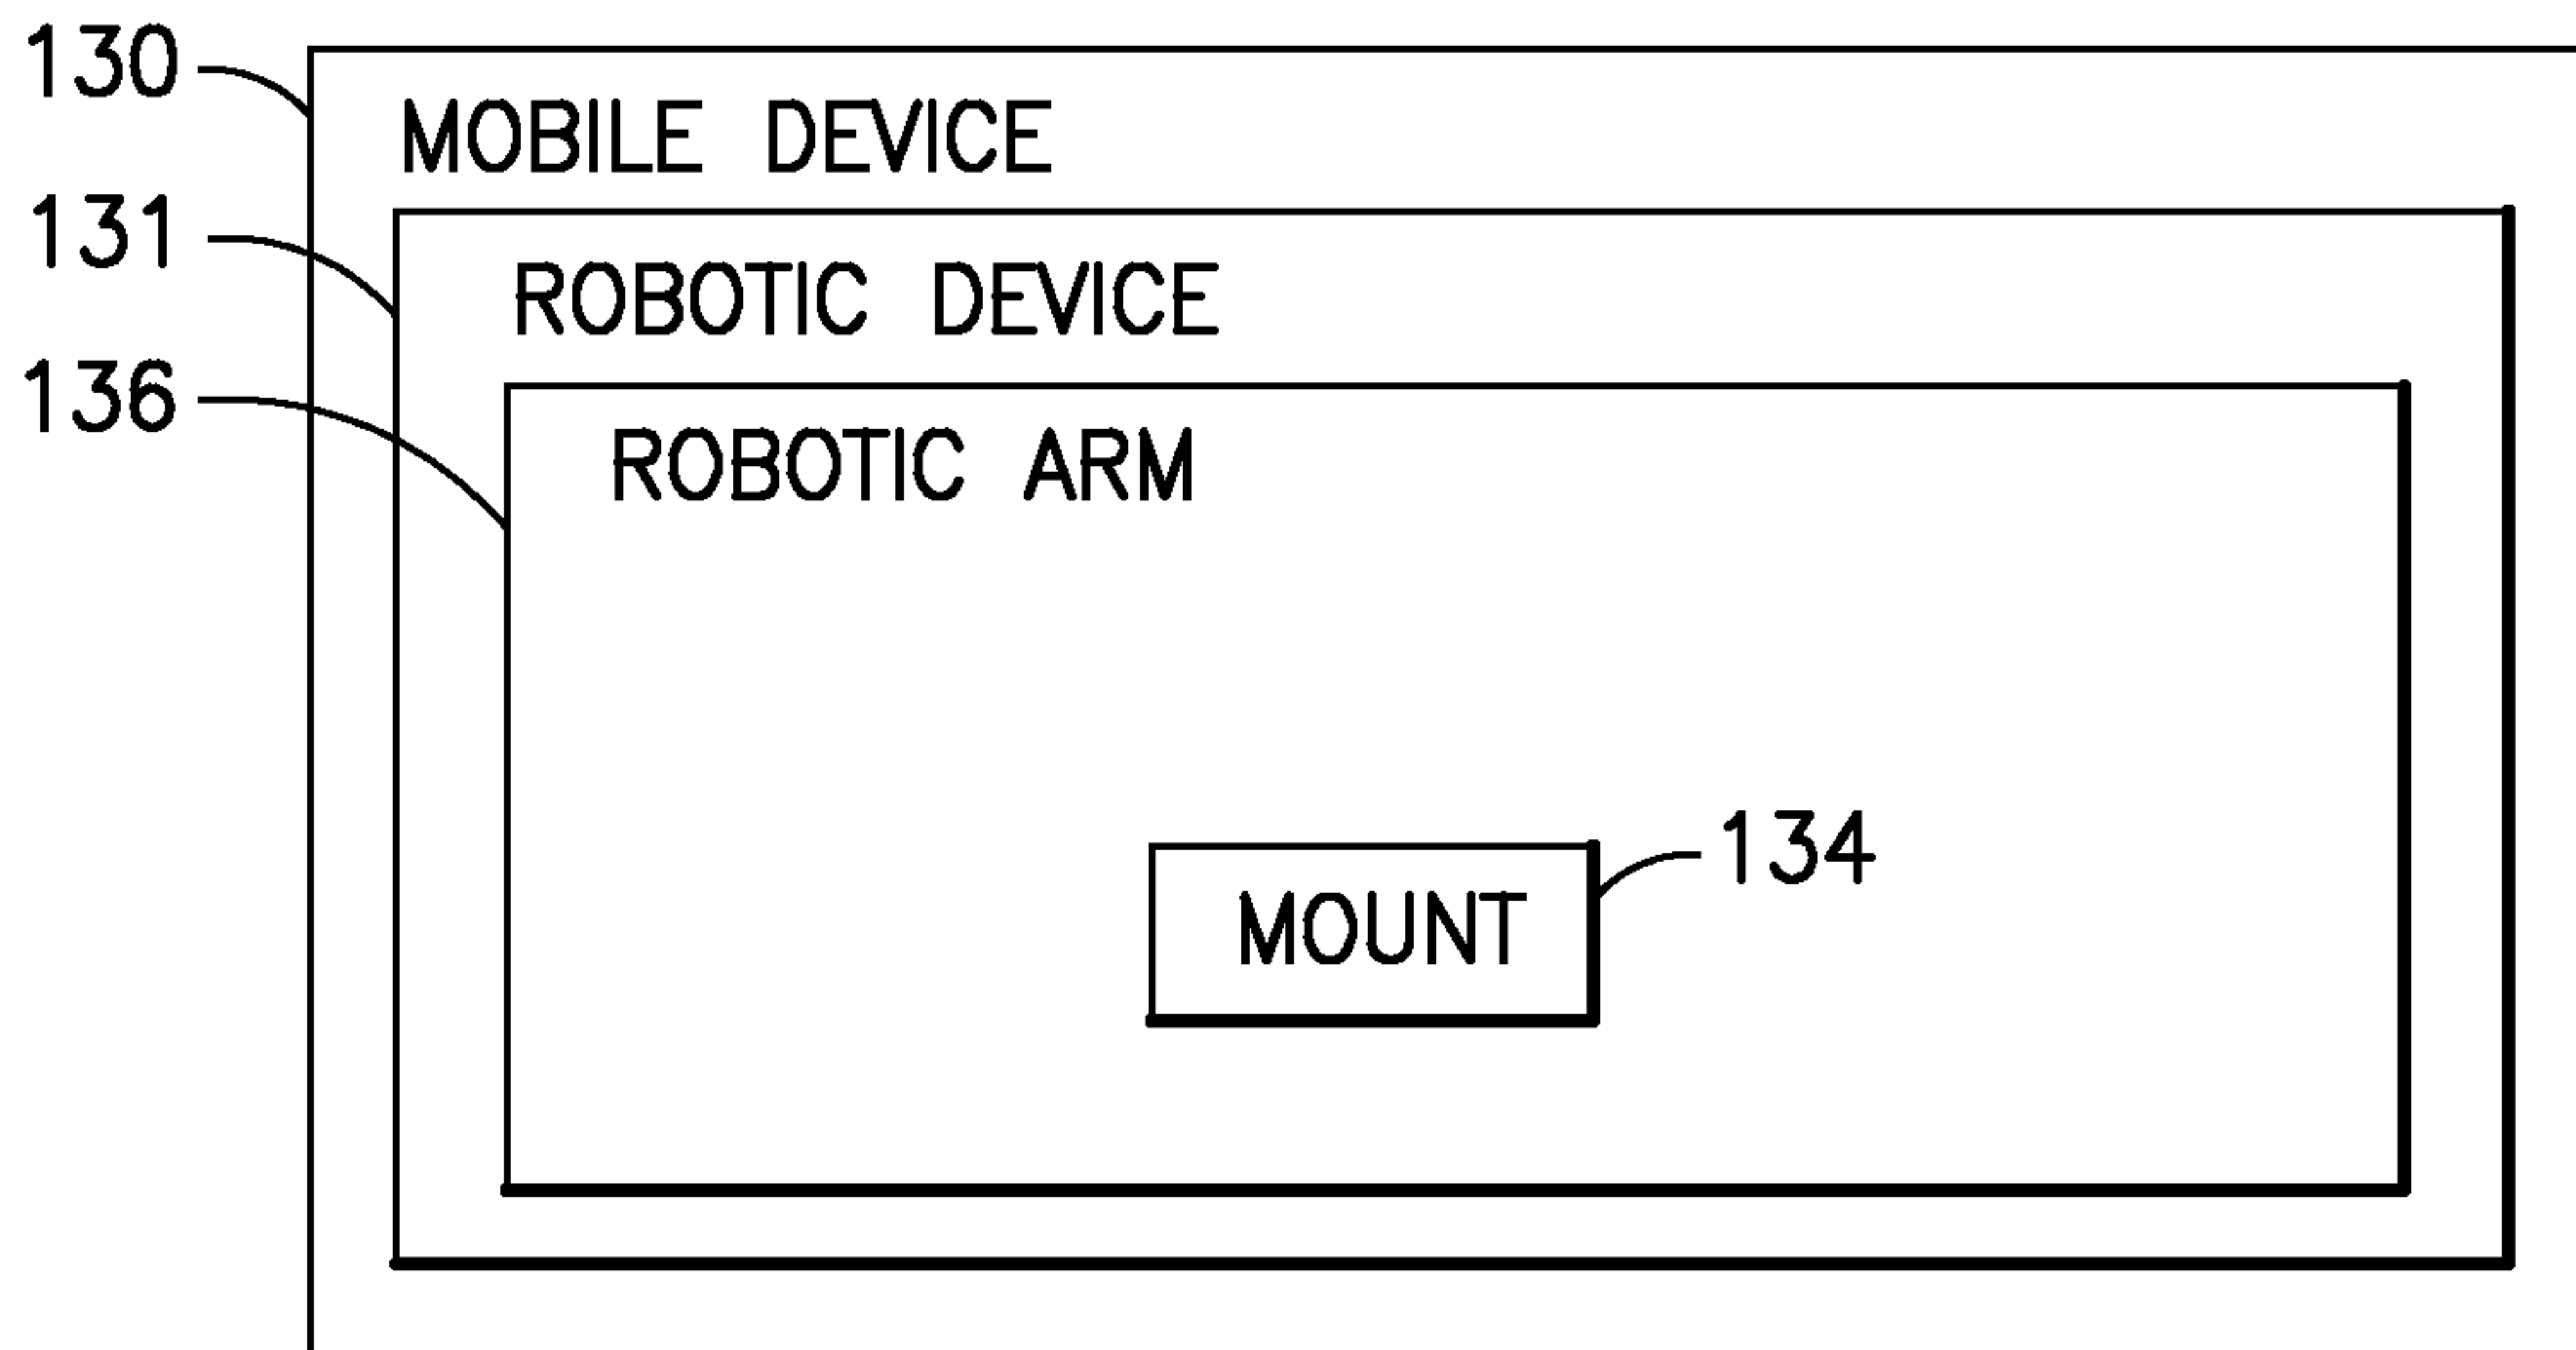 130
MOBILE DEVICE
131
ROBOTIC DEVICE
136
ROBOTIC ARM
134
MOUNT